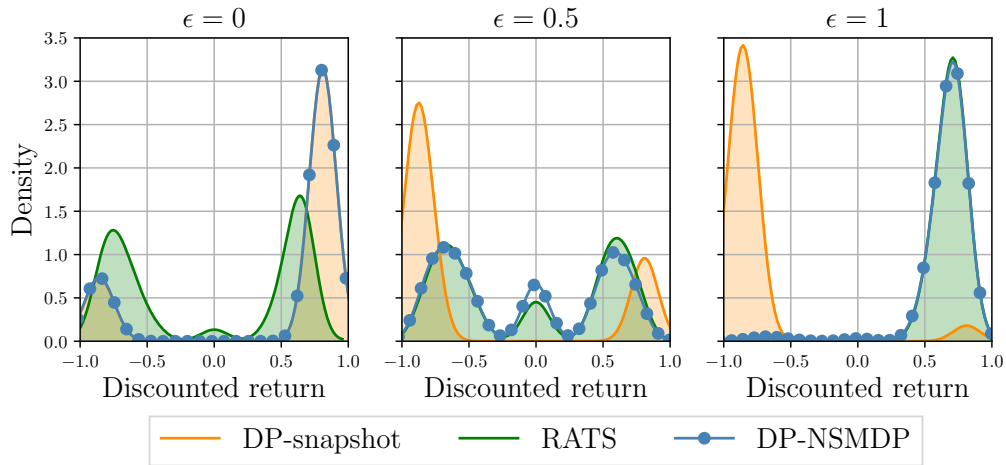 ϵ = 0 ϵ = 0.5 ϵ = 1
3.5
3.0
2.5
2.0
1.5
1.0
0.5
0.0
Density
−1.0 −0.5 0.0 0.5 1.0 −1.0 −0.5 0.0 0.5 1.0 −1.0 −0.5 0.0 0.5 1.0
Discounted return Discounted return Discounted return
DP-snapshot RATS DP-NSMDP